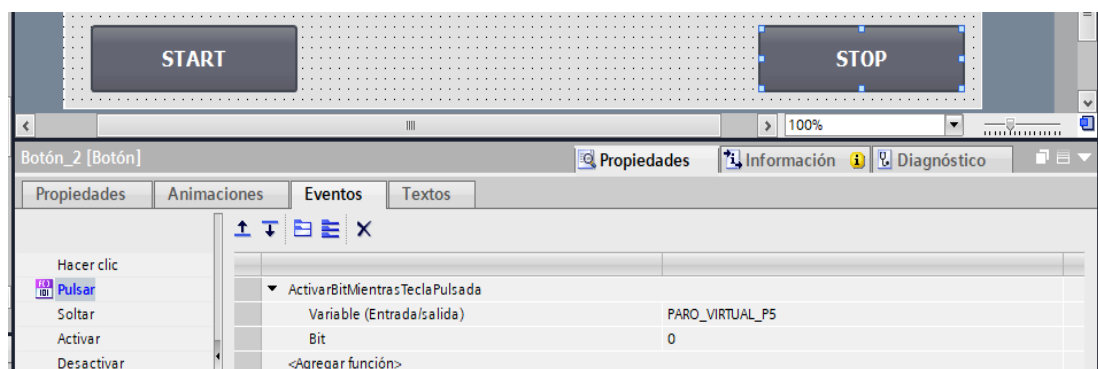 START STOP
100%
Botón_2 [Botón] Propiedades Información Diagnóstico
Propiedades Animaciones Eventos Textos
Hacer clic
Pulsar ActivarBitMientrasTeclaPulsada
Soltar Variable (Entrada/salida) PARO_VIRTUAL_P5
Activar Bit 0
Desactivar <Agregar función>